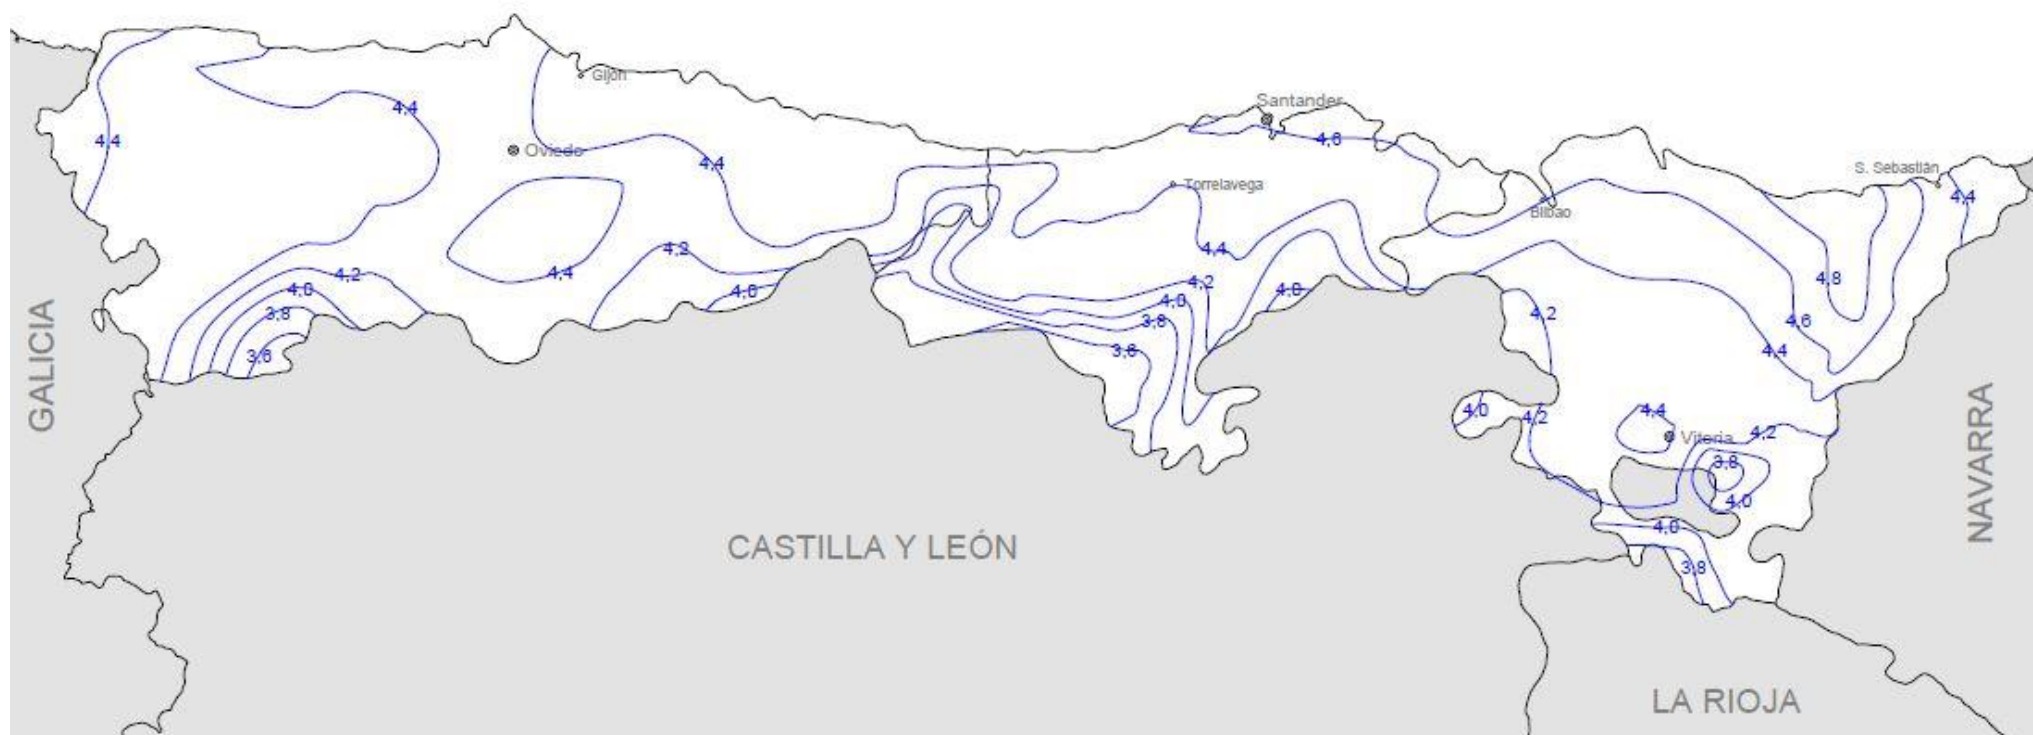 Gijón
Santander
4,4
4,4
4,6
Oviedo
4,4
S. Sebastián
Torrelavega
4,4
Bilbao
4,2
4,4
4,4
4,2
4,8
4,2
4,0
4,0
4,0
4,0
3,8
4,2
3,8
4,6
3,6
3,6
4,4
GALICIA
4,0
4,2
4,4
4,2
Vitoria
3,8
4,0
NAVARRA
4,0
CASTILLA Y LEÓN
3,8
LA RIOJA